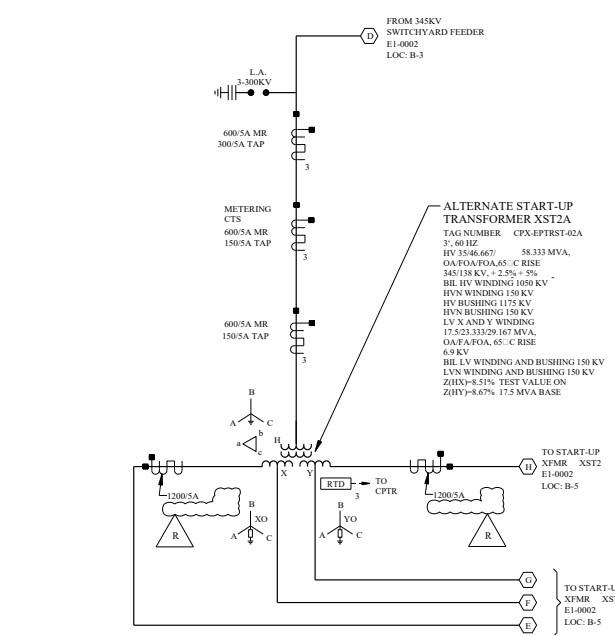 D
FROM 345KV
SWITCHYARD FEEDER
E1-0002
LOC: B-3
L.A.
3-300KV
600/5A MR
300/5A TAP
3
METERING
CTS
600/5A MR
150/5A TAP
3
600/5A MR
150/5A TAP
3
ALTERNATE START-UP
TRANSFORMER XST2A
TAG NUMBER CPX-EPTRST-02A
3', 60 HZ
HV 35/46.667/ 58.333 MVA,
OA/FOA/FOA,65□C RISE
345/138 KV, + 2.5% + 5%
BIL HV WINDING 1050 KV
HVN WINDING 150 KV
HV BUSHING 1175 KV
HVN BUSHING 150 KV
LV X AND Y WINDING
17.5/23.333/29.167 MVA,
OA/FA/FOA, 65□C RISE
6.9 KV
BIL LV WINDING AND BUSHING 150 KV
LVN WINDING AND BUSHING 150 KV
Z(HX)=8.51% TEST VALUE ON
Z(HY)=8.67% 17.5 MVA BASE
B
A C
a b c
H
X Y
RTD
3
TO
CPTR
1200/5A
R
B
XO
A C
B
YO
A C
1200/5A
R
H
TO START-UP
XFMR XST2
E1-0002
LOC: B-5
G
F
E
TO START-U
XFMR XS
E1-0002
LOC: B-5